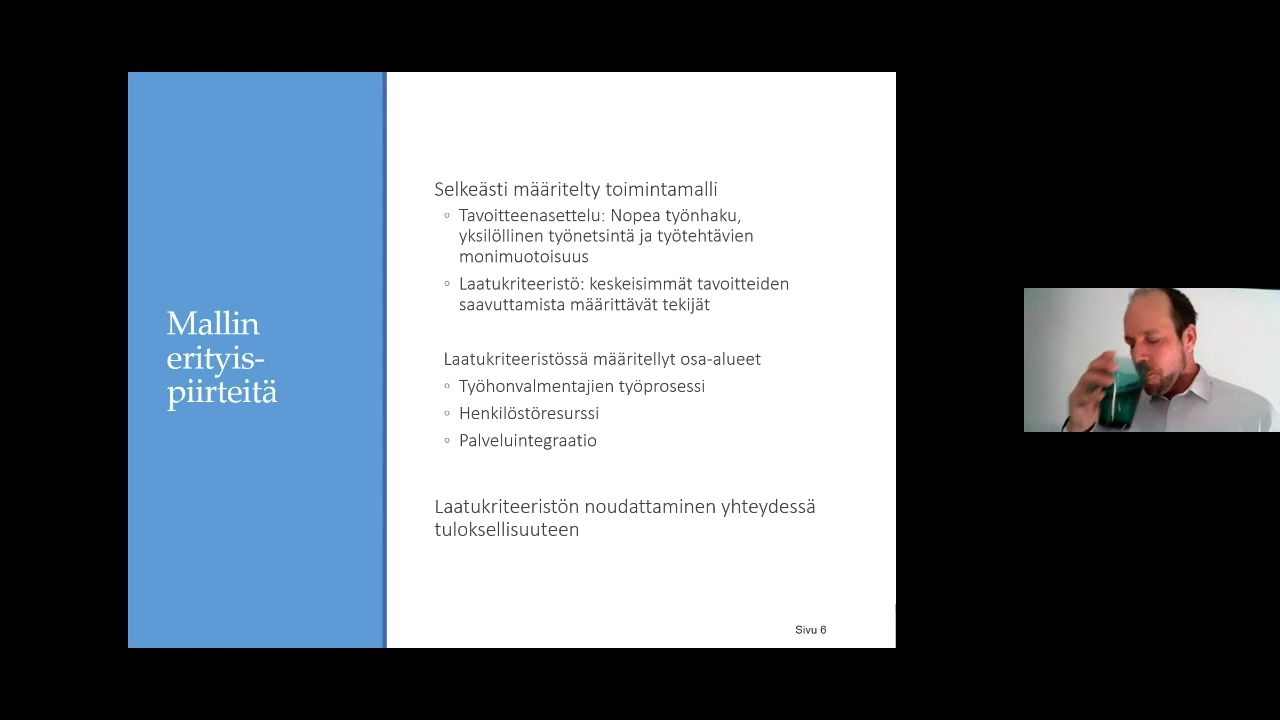 Mallin
erityis-
piirteitä
Selkeästi määritelty toimintamalli
◦ Tavoitteenasettelu: Nopea työnhaku,
yksilöllinen työnetsintä ja työtehtävien
monimuotoisuus
◦ Laatukriteeristö: keskeisimmät tavoitteiden
saavuttamista määrittävät tekijät
Laatukriteeristössä määritellyt osa-alueet
◦ Työhonvalmentajien työprosessi
◦ Henkilöstöresurssi
◦ Palveluintegraatio
Laatukriteeristön noudattaminen yhteydessä
tuloksellisuuteen
Sivu 6